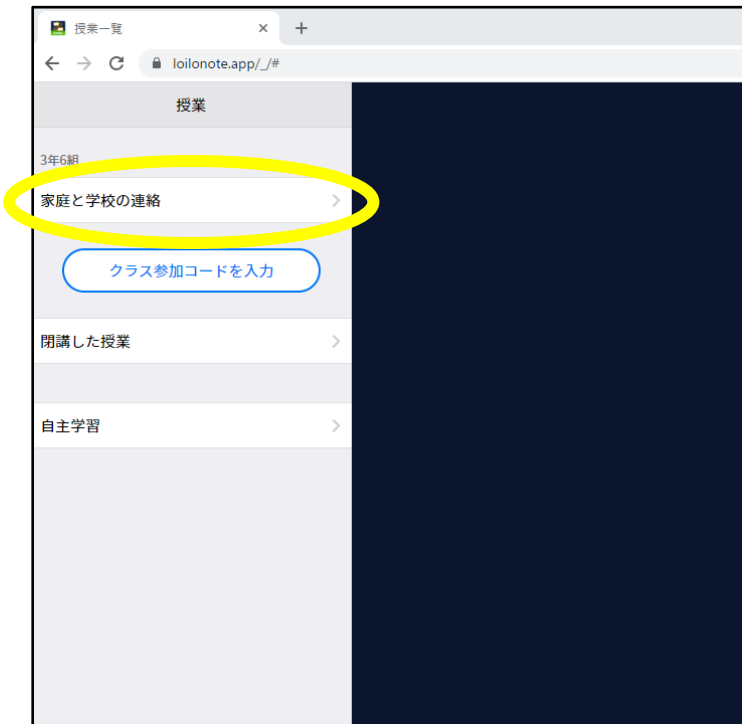 授業一覧
loilonote.app/_/#
授業
3年6組
家庭と学校の連絡
クラス参加コードを入力
閉講した授業
自主学習